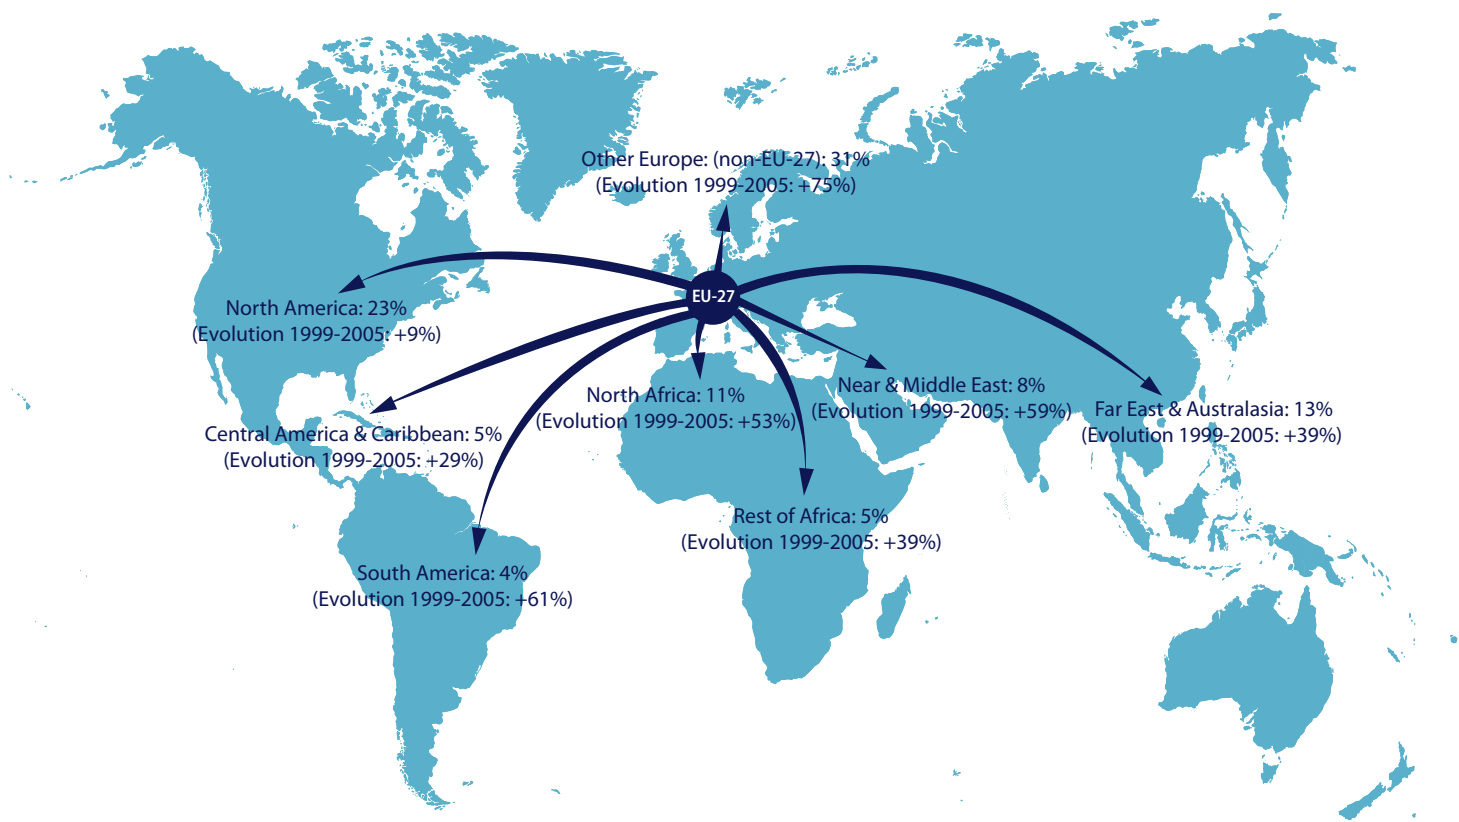 Other Europe: (non-EU-27): 31%
(Evolution 1999-2005: +75%)
EU-27
North America: 23%
(Evolution 1999-2005: +9%)
North Africa: 11%
(Evolution 1999-2005: +53%)
Near & Middle East: 8%
(Evolution 1999-2005: +59%)
Far East & Australasia: 13%
(Evolution 1999-2005: +39%)
Central America & Caribbean: 5%
(Evolution 1999-2005: +29%)
Rest of Africa: 5%
(Evolution 1999-2005: +39%)
South America: 4%
(Evolution 1999-2005: +61%)